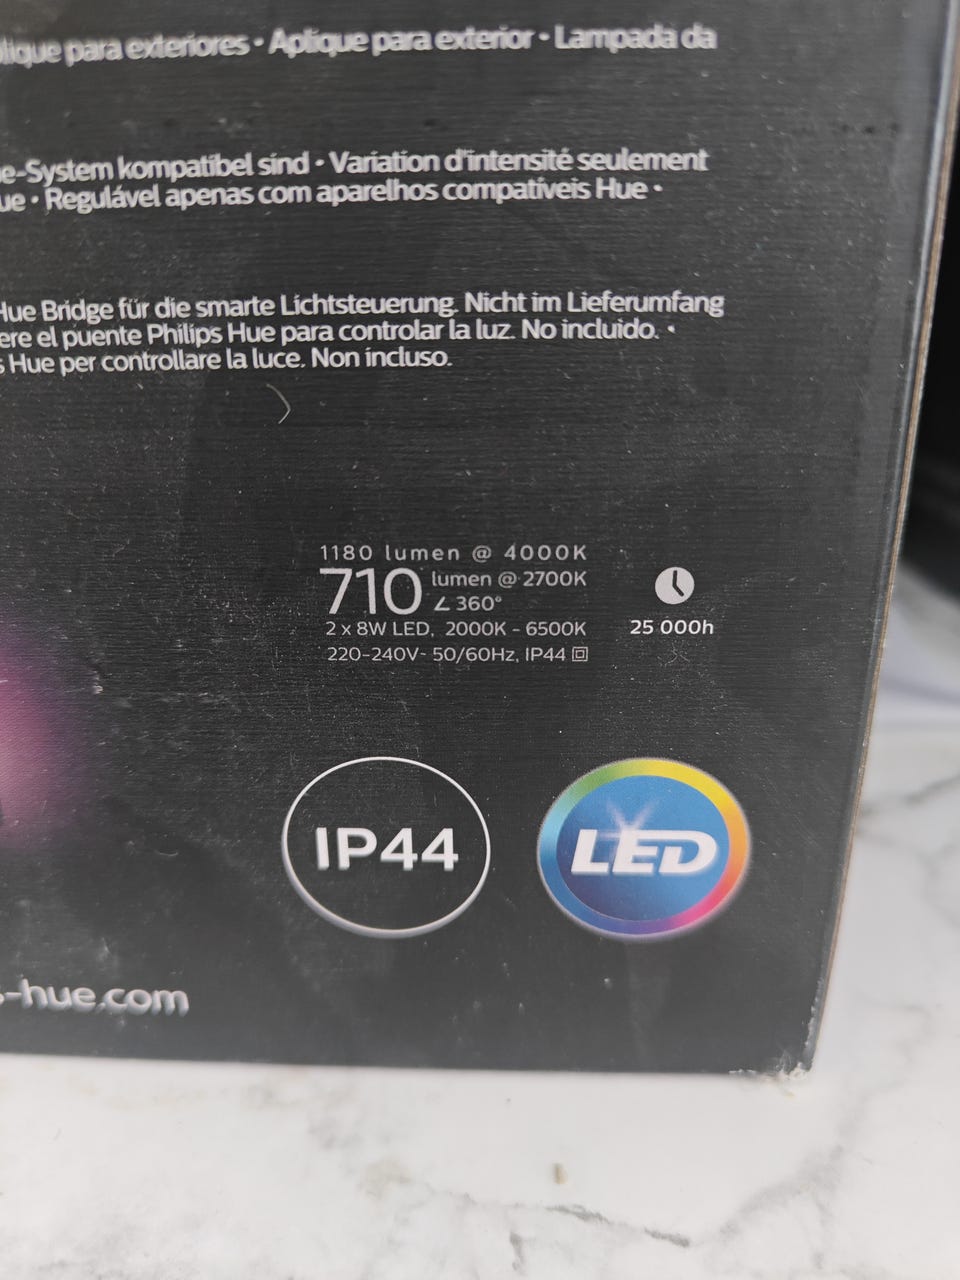 para exteriores • Aplique para exterior • Lampada da
e-System kompatibel sind • Variation d'intensité seulement
ue • Regulável apenas com aparelhos compatíveis Hue •
Hue Bridge für die smarte Lichtsteuerung. Nicht im Lieferumfang
ere el puente Philips Hue para controlar la luz. No incluido. •
s Hue per controllare la luce. Non incluso.
1180 lumen @ 4000K
710 lumen @ 2700K
∠ 360°
2 x 8W LED, 2000K - 6500K
25 000h
220-240V~ 50/60Hz, IP44
IP44
LED
s-hue.com